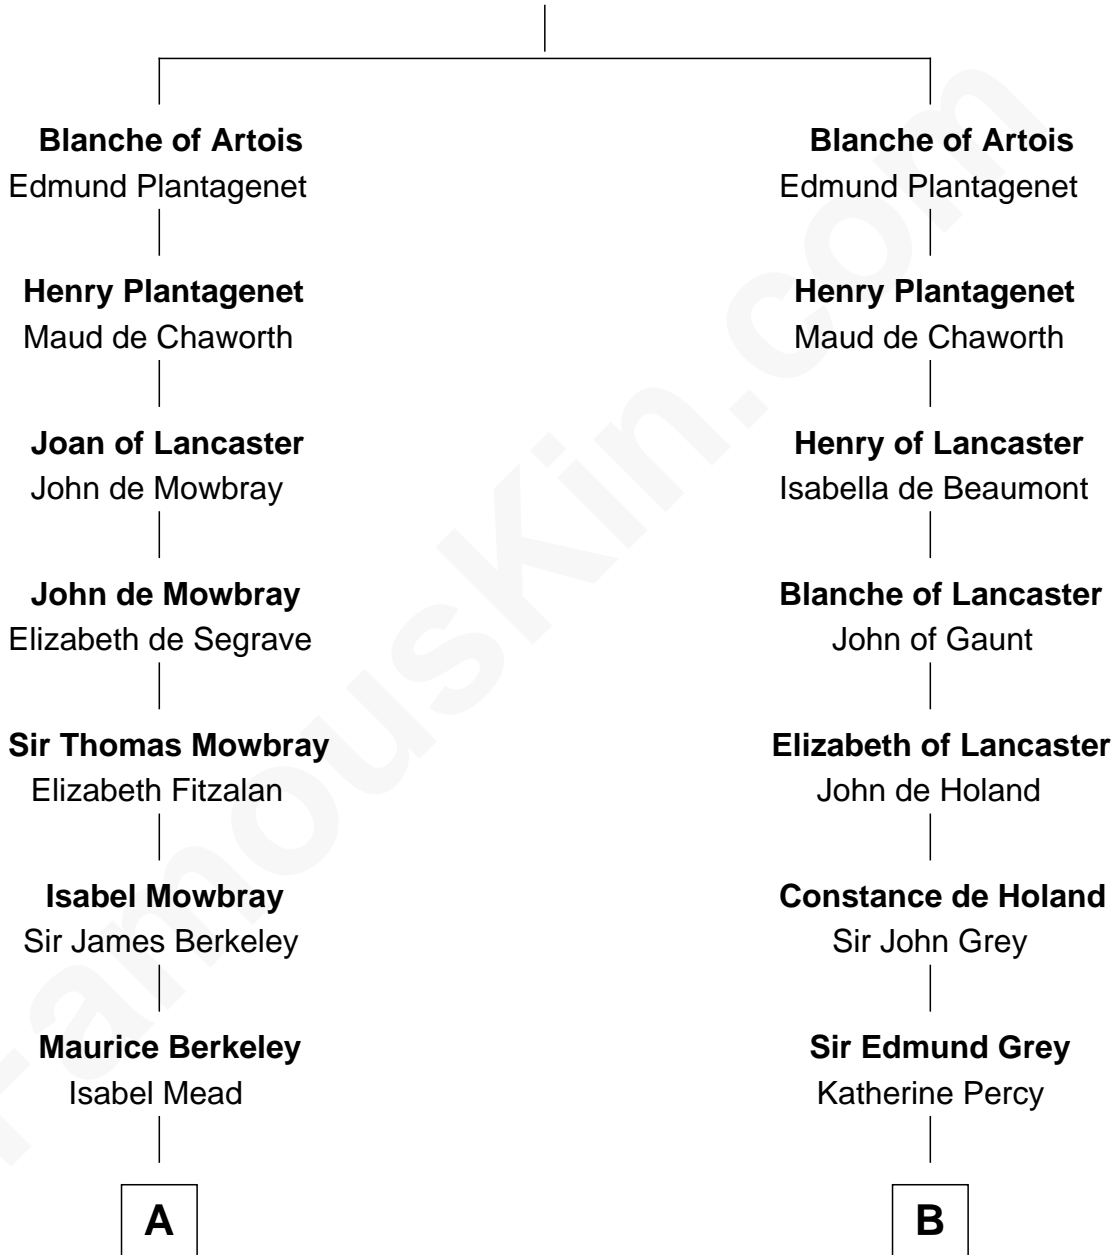 Blanche of Artois
Edmund Plantagenet
Henry Plantagenet
Maud de Chaworth
Joan of Lancaster
John de Mowbray
John de Mowbray
Elizabeth de Segrave
Sir Thomas Mowbray
Elizabeth Fitzalan
Isabel Mowbray
Sir James Berkeley
Maurice Berkeley
Isabel Mead
A
Blanche of Artois
Edmund Plantagenet
Henry Plantagenet
Maud de Chaworth
Henry of Lancaster
Isabella de Beaumont
Blanche of Lancaster
John of Gaunt
Elizabeth of Lancaster
John de Holand
Constance de Holand
Sir John Grey
Sir Edmund Grey
Katherine Percy
B
FamousKin.com